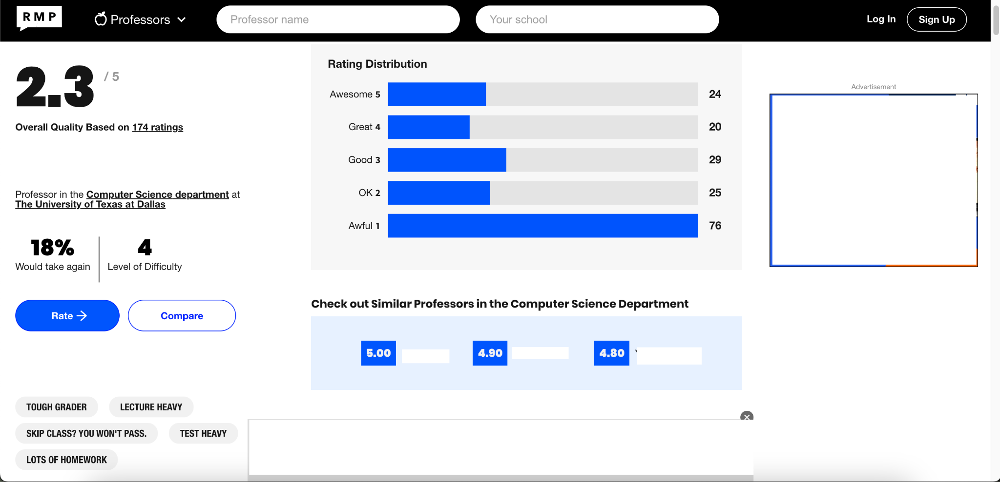 RMP
Professors
Professor name
Your school
Log In
Sign Up
2.3 / 5
Overall Quality Based on 174 ratings
Professor in the Computer Science department at
The University of Texas at Dallas
18%
Would take again
4
Level of Difficulty
Rate
Compare
TOUGH GRADER
LECTURE HEAVY
SKIP CLASS? YOU WON'T PASS.
TEST HEAVY
LOTS OF HOMEWORK
Rating Distribution
Awesome 5 24
Great 4 20
Good 3 29
OK 2 25
Awful 1 76
Check out Similar Professors in the Computer Science Department
5.00
4.90
4.80
Advertisement